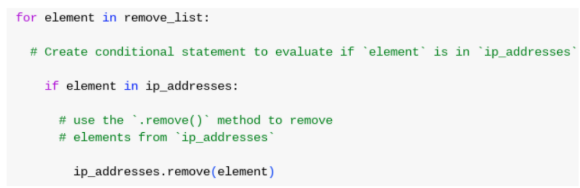 for element in remove_list:
# Create conditional statement to evaluate if `element` is in `ip_addresses`
if element in ip_addresses:
# use the `.remove()` method to remove
# elements from `ip_addresses`
ip_addresses.remove(element)